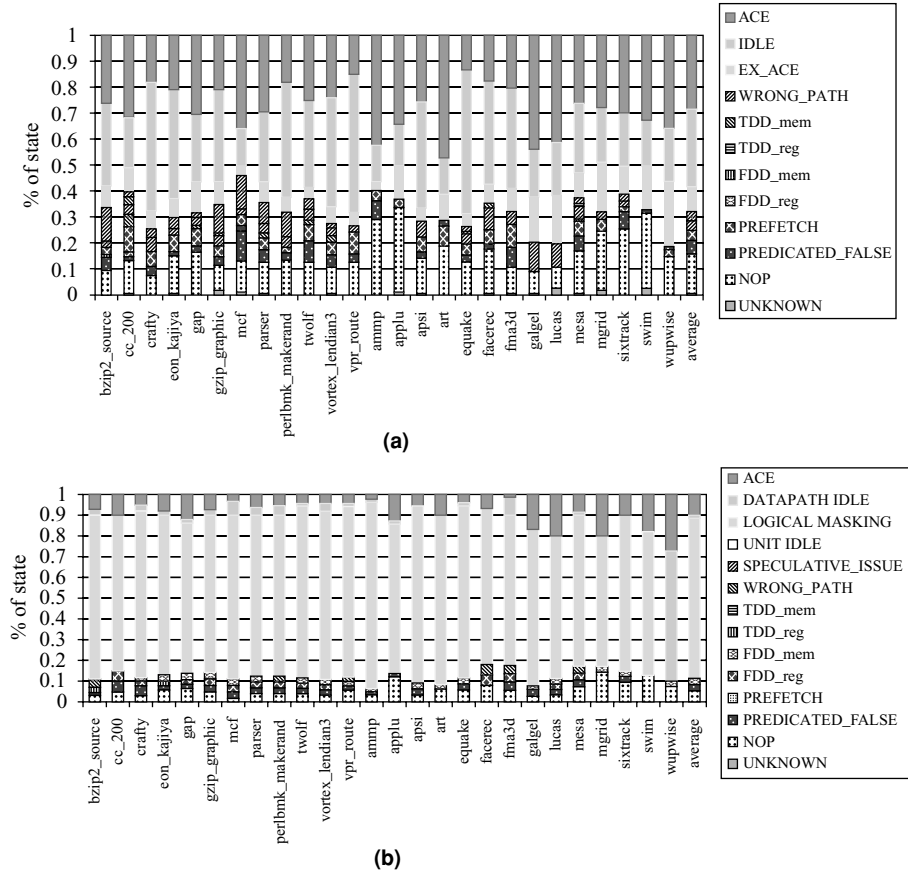 % of state
1
0.9
0.8
0.7
0.6
0.5
0.4
0.3
0.2
0.1
0
bzip2_source
cc_200
crafty
eon_kajiya
gap
gzip_graphic
mcf
parser
perlbmk_makerand
twolf
vortex_lendian3
vpr_route
ammp
applu
apsi
art
equake
facerec
fma3d
galgel
lucas
mesa
mgrid
sixtrack
swim
wupwise
average
ACE
IDLE
EX_ACE
WRONG_PATH
TDD_mem
TDD_reg
FDD_mem
FDD_reg
PREFETCH
PREDICATED_FALSE
NOP
UNKNOWN
(a)
% of state
1
0.9
0.8
0.7
0.6
0.5
0.4
0.3
0.2
0.1
0
bzip2_source
cc_200
crafty
eon_kajiya
gap
gzip_graphic
mcf
parser
perlbmk_makerand
twolf
vortex_lendian3
vpr_route
ammp
applu
apsi
art
equake
facerec
fma3d
galgel
lucas
mesa
mgrid
sixtrack
swim
wupwise
average
ACE
DATAPATH IDLE
LOGICAL MASKING
UNIT IDLE
SPECULATIVE_ISSUE
WRONG_PATH
TDD_mem
TDD_reg
FDD_mem
FDD_reg
PREFETCH
PREDICATED_FALSE
NOP
UNKNOWN
(b)